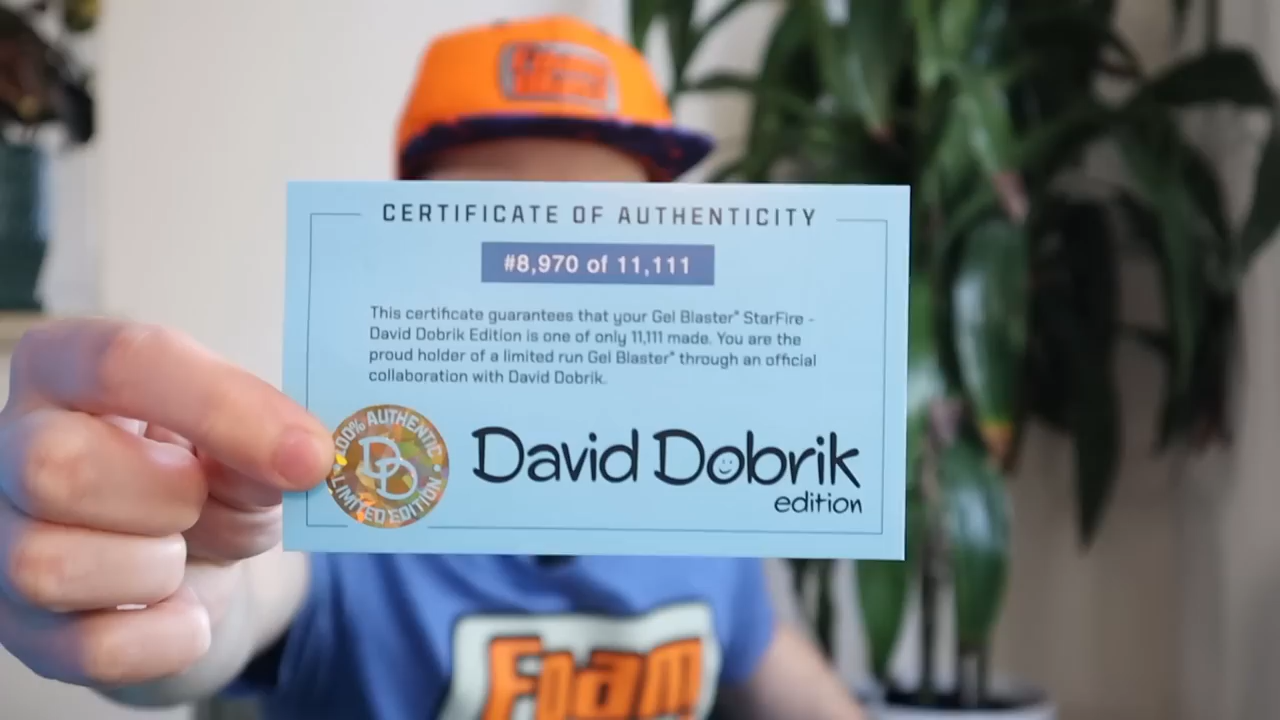 CERTIFICATE OF AUTHENTICITY
#8,970 of 11,111
This certificate guarantees that your Gel Blaster® StarFire -
David Dobrik Edition is one of only 11,111 made. You are the
proud holder of a limited run Gel Blaster® through an official
collaboration with David Dobrik.
100% AUTHENTIC
DD
LIMITED EDITION
David Dobrik
edition
Foam